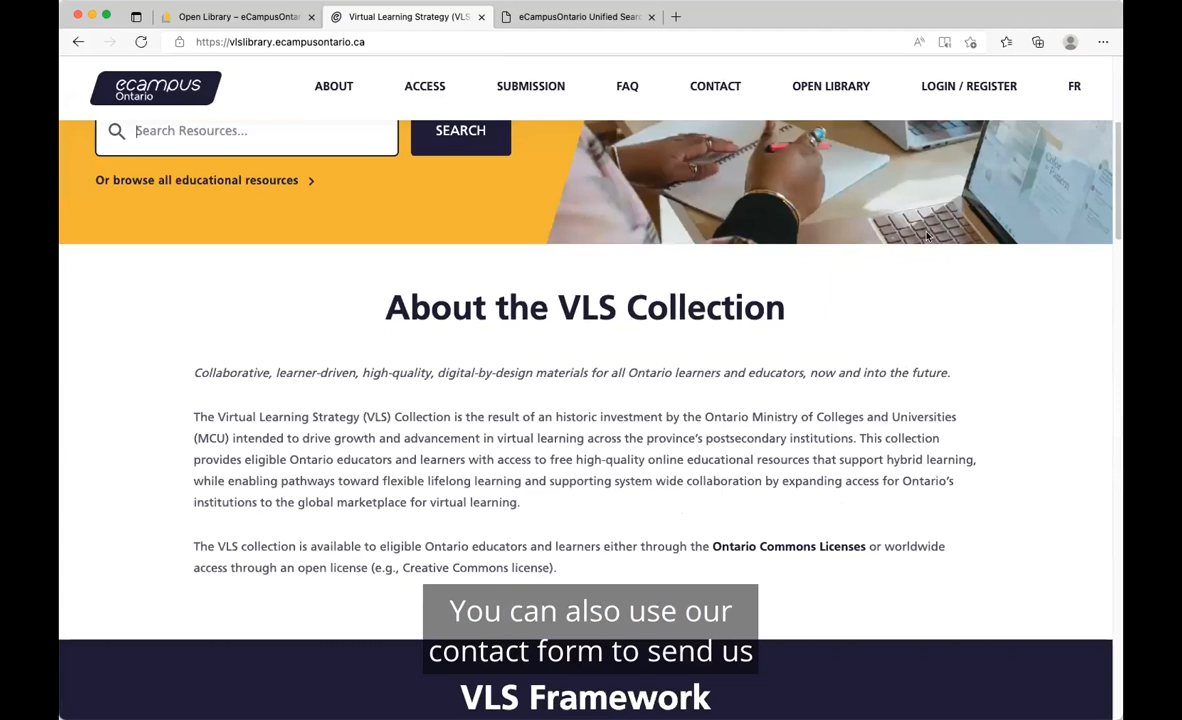 Open Library – eCampusOntar
Virtual Learning Strategy (VLS
eCampusOntario Unified Searc
https://vlslibrary.ecampusontario.ca
ecampus
Ontario
ABOUT
ACCESS
SUBMISSION
FAQ
CONTACT
OPEN LIBRARY
LOGIN / REGISTER
FR
Search Resources...
SEARCH
Or browse all educational resources
About the VLS Collection
Collaborative, learner-driven, high-quality, digital-by-design materials for all Ontario learners and educators, now and into the future.
The Virtual Learning Strategy (VLS) Collection is the result of an historic investment by the Ontario Ministry of Colleges and Universities
(MCU) intended to drive growth and advancement in virtual learning across the province's postsecondary institutions. This collection
provides eligible Ontario educators and learners with access to free high-quality online educational resources that support hybrid learning,
while enabling pathways toward flexible lifelong learning and supporting system wide collaboration by expanding access for Ontario's
institutions to the global marketplace for virtual learning.
The VLS collection is available to eligible Ontario educators and learners either through the Ontario Commons Licenses or worldwide
access through an open license (e.g., Creative Commons license).
You can also use our
contact form to send us
VLS Framework